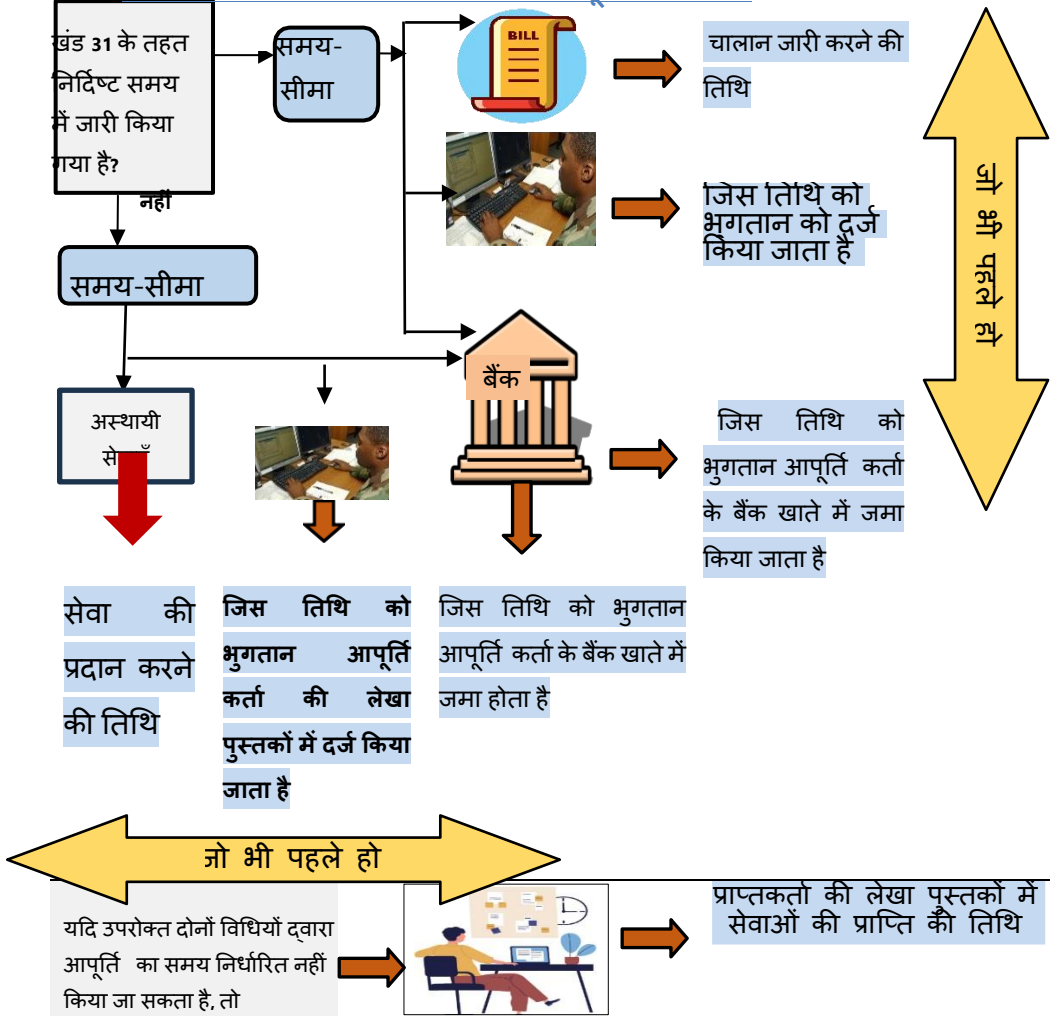 खंड 31 के तहत
निर्दिष्ट समय
में जारी किया
गया है?
नहीं
समय-
सीमा
BILL
चालान जारी करने की
तिथि
जिस तिथि को
भुगतान को दर्ज
किया जाता है
जो भी पहले हो
समय-सीमा
अस्थायी
बैंक
जिस तिथि को
भुगतान आपूर्ति कर्ता
के बैंक खाते में जमा
किया जाता है
सेवा की
प्रदान करने
की तिथि
जिस तिथि को
भुगतान आपूर्ति
कर्ता की लेखा
पुस्तकों में दर्ज किया
जाता है
जिस तिथि को भुगतान
आपूर्ति कर्ता के बैंक खाते में
जमा होता है
जो भी पहले हो
यदि उपरोक्त दोनों विधियों द्वारा
आपूर्ति का समय निर्धारित नहीं
किया जा सकता है, तो
प्राप्तकर्ता की लेखा पुस्तकों में
सेवाओं की प्राप्ति की तिथि